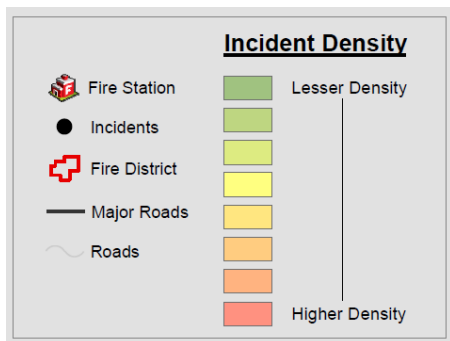 Incident Density
Fire Station
Lesser Density
Incidents
Fire District
Major Roads
Roads
Higher Density